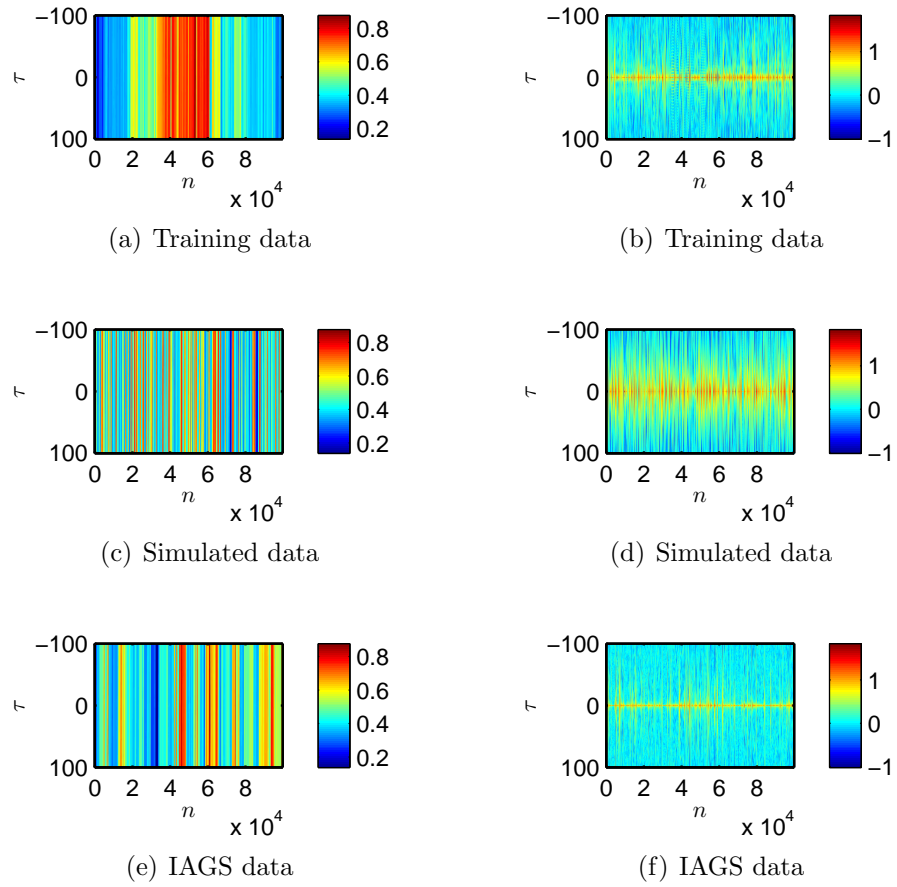 −100
0
100
τ
0 2 4 6 8
n
x 10^4
0.8
0.6
0.4
0.2
(a) Training data
−100
0
100
τ
0 2 4 6 8
n
x 10^4
1
0
−1
(b) Training data
−100
0
100
τ
0 2 4 6 8
n
x 10^4
0.8
0.6
0.4
0.2
(c) Simulated data
−100
0
100
τ
0 2 4 6 8
n
x 10^4
1
0
−1
(d) Simulated data
−100
0
100
τ
0 2 4 6 8
n
x 10^4
0.8
0.6
0.4
0.2
(e) IAGS data
−100
0
100
τ
0 2 4 6 8
n
x 10^4
1
0
−1
(f) IAGS data